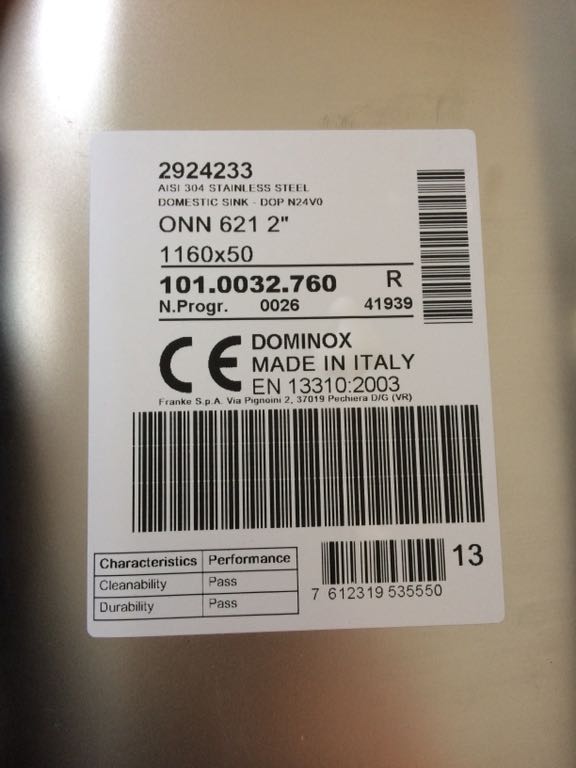 2924233
AISI 304 STAINLESS STEEL
DOMESTIC SINK - DOP N24V0
ONN 621 2"
1160x50
101.0032.760 R
N.Progr. 0026 41939
CE DOMINOX
MADE IN ITALY
EN 13310:2003
Franke S.p.A. Via Pignoini 2, 37019 Pechiera D/G (VR)
Characteristics Performance
Cleanability Pass
Durability Pass
13
7 612319 535550